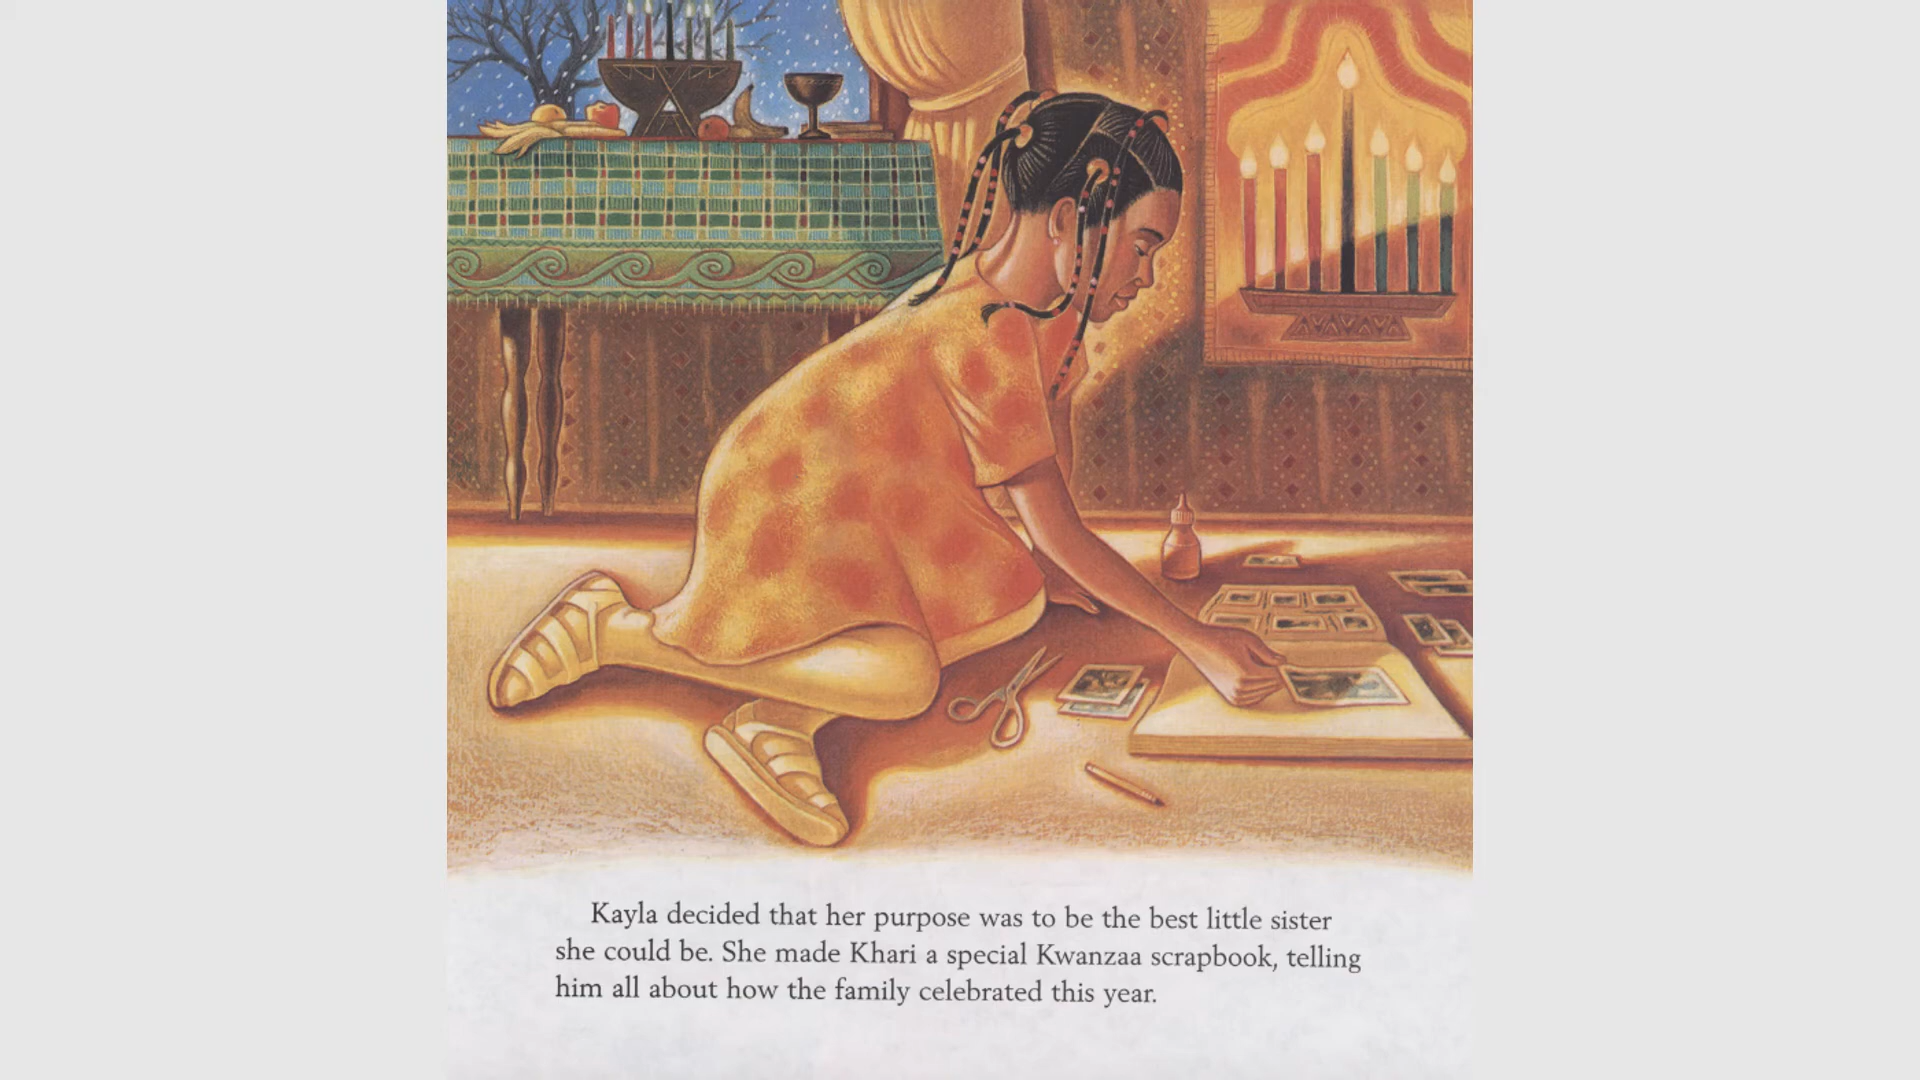 Kayla decided that her purpose was to be the best little sister
she could be. She made Khari a special Kwanzaa scrapbook, telling
him all about how the family celebrated this year.